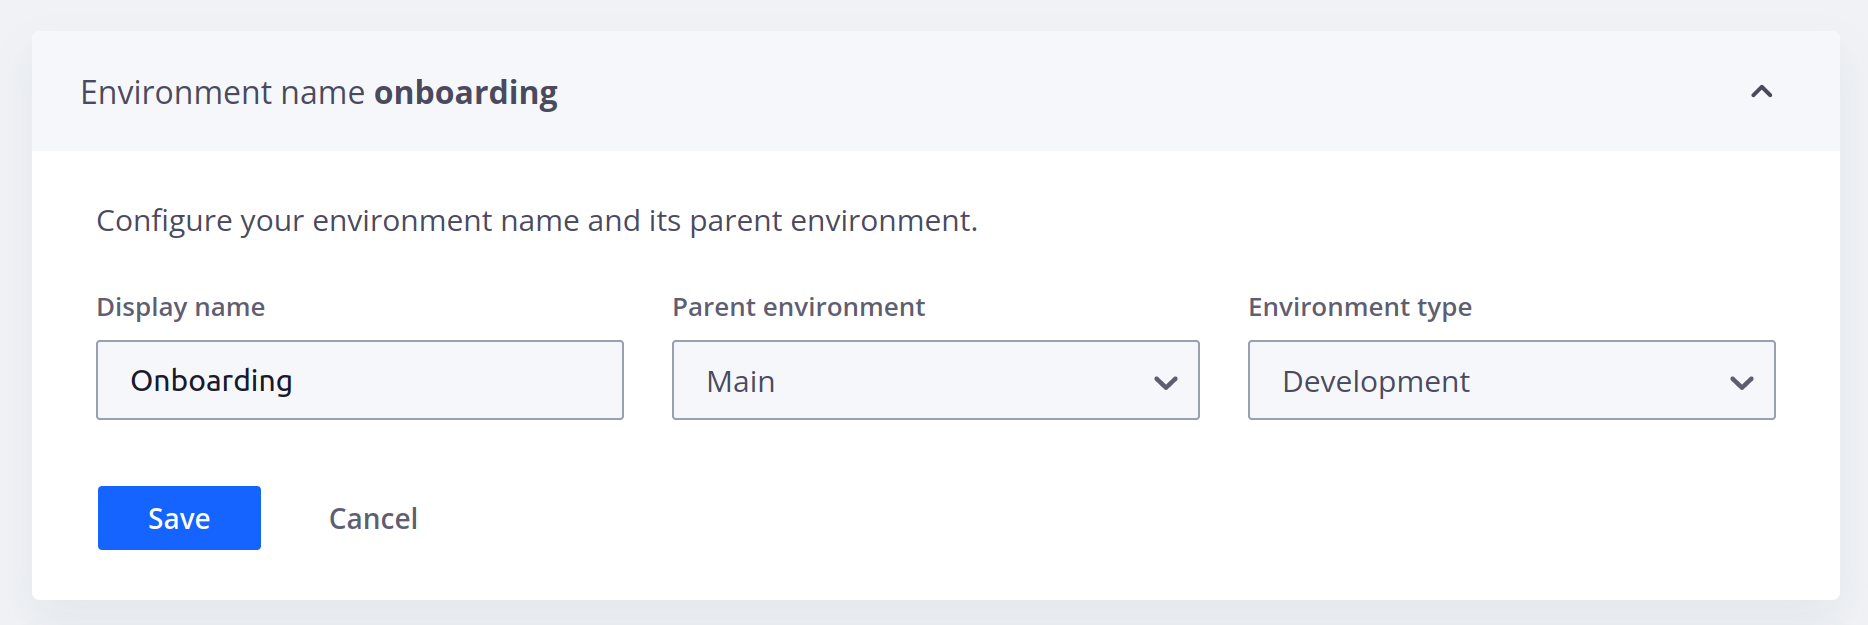 Environment name onboarding
Configure your environment name and its parent environment.
Display name
Parent environment
Environment type
Onboarding
Main
Development
Save
Cancel